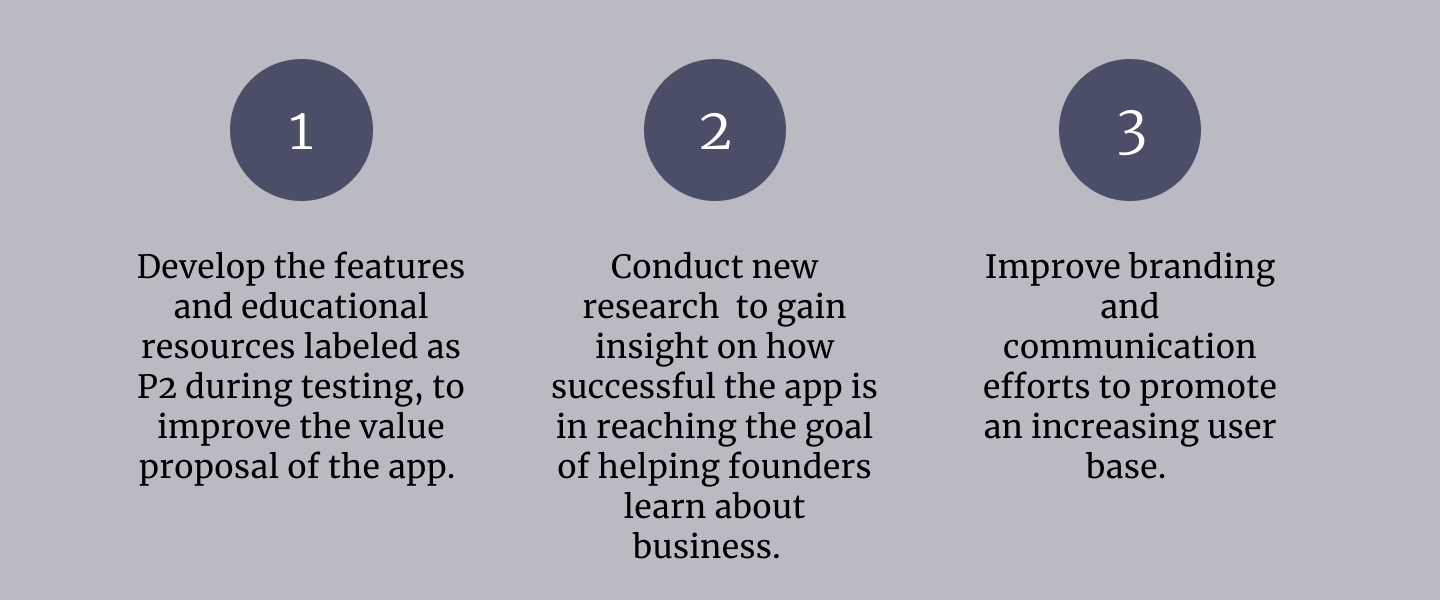 1
Develop the features
and educational
resources labeled as
P2 during testing, to
improve the value
proposal of the app.
2
Conduct new
research  to gain
insight on how
successful the app is
in reaching the goal
of helping founders
learn about
business.
3
Improve branding
and
communication
efforts to promote
an increasing user
base.